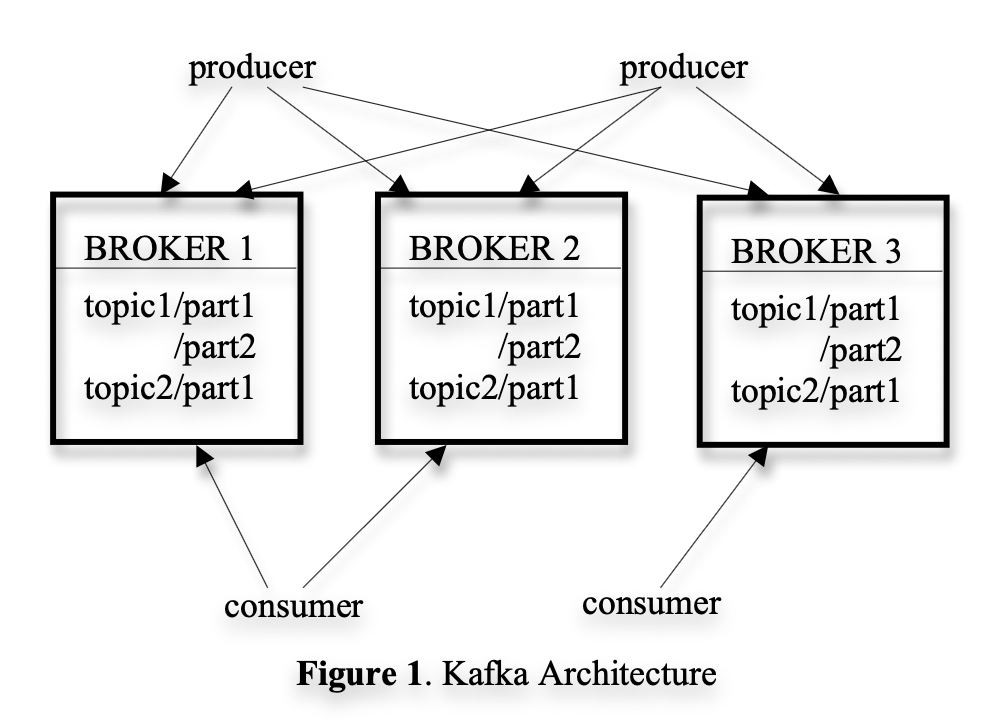 producer producer
BROKER 1
topic1/part1
/part2
topic2/part1
BROKER 2
topic1/part1
/part2
topic2/part1
BROKER 3
topic1/part1
/part2
topic2/part1
consumer consumer
Figure 1. Kafka Architecture